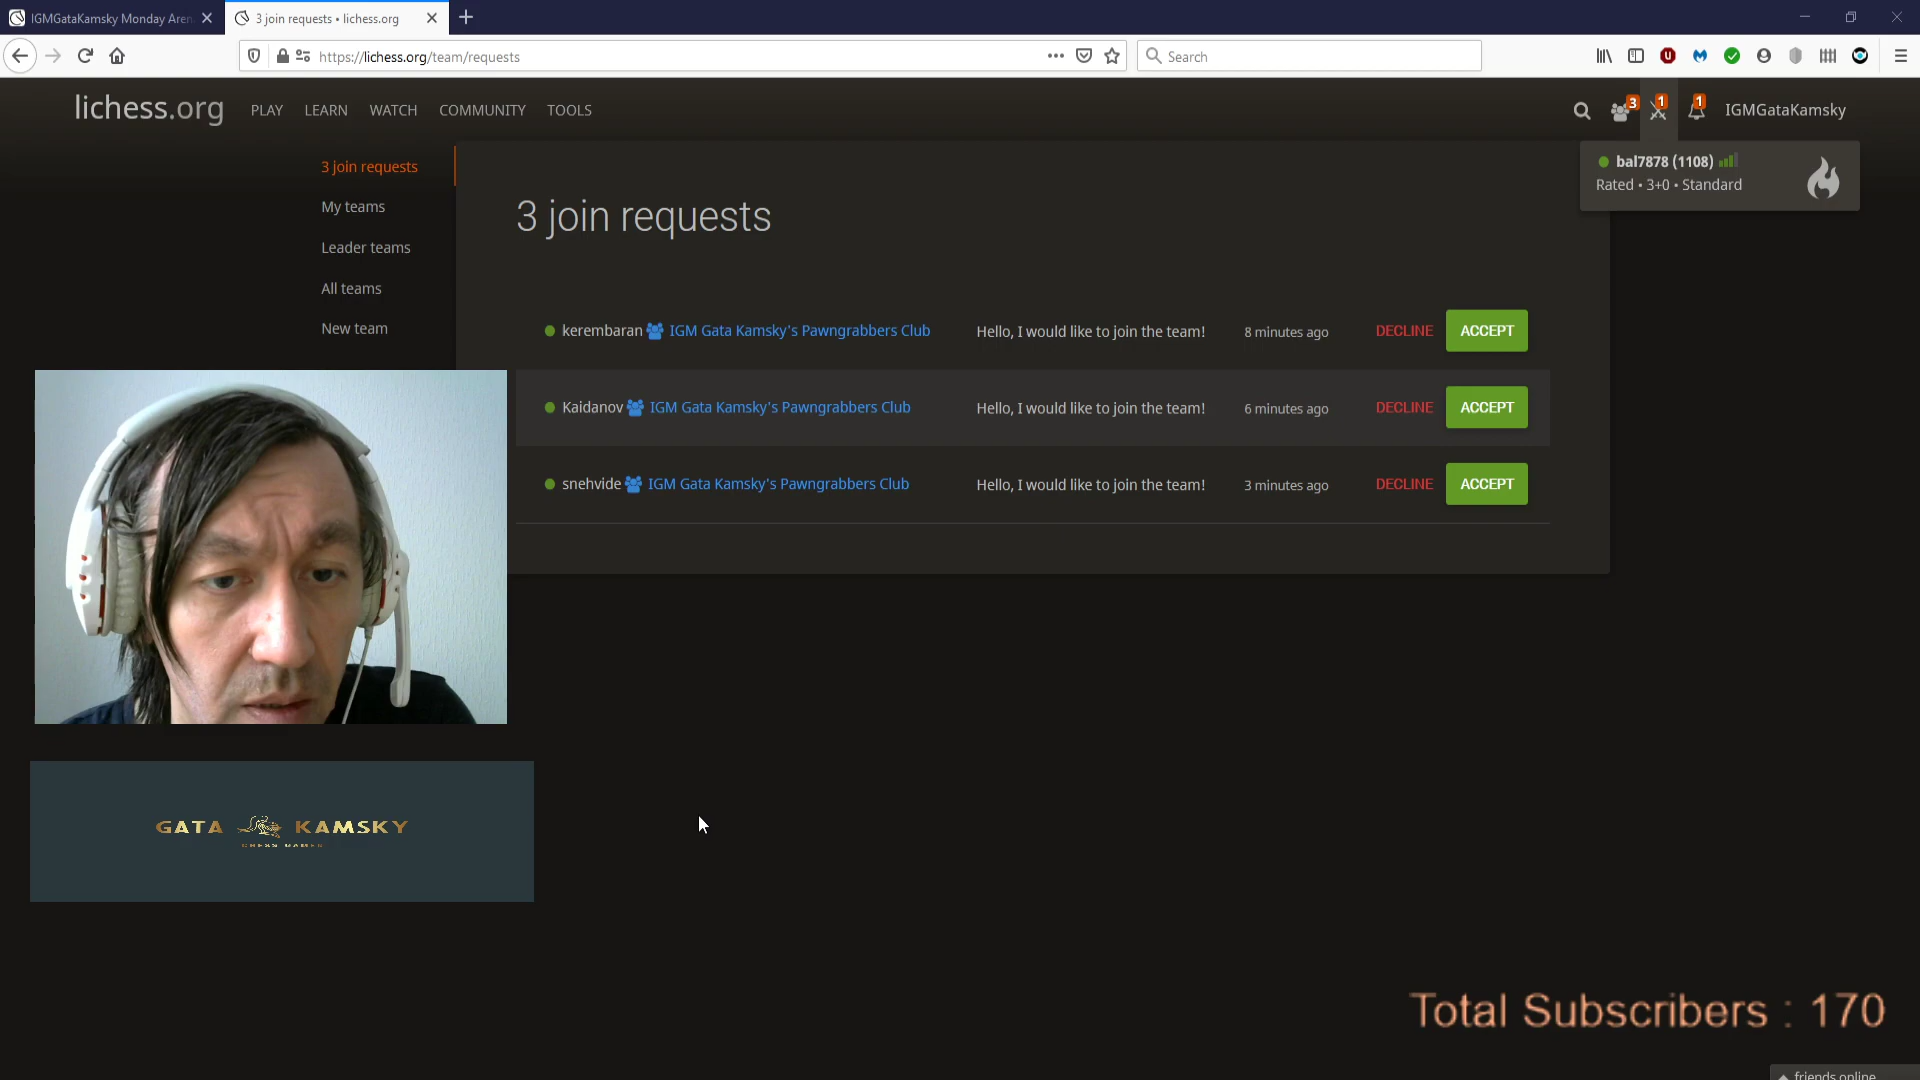 IGMGataKamsky Monday Aren
3 join requests • lichess.org
https://lichess.org/team/requests
Search
lichess.org
PLAY
LEARN
WATCH
COMMUNITY
TOOLS
3
1
1
IGMGataKamsky
bal7878 (1108)
Rated • 3+0 • Standard
3 join requests
My teams
Leader teams
All teams
New team
3 join requests
kerembaran IGM Gata Kamsky's Pawngrabbers Club Hello, I would like to join the team! 8 minutes ago DECLINE ACCEPT
Kaidanov IGM Gata Kamsky's Pawngrabbers Club Hello, I would like to join the team! 6 minutes ago DECLINE ACCEPT
snehvide IGM Gata Kamsky's Pawngrabbers Club Hello, I would like to join the team! 3 minutes ago DECLINE ACCEPT
GATA KAMSKY
Total Subscribers : 170
friends online